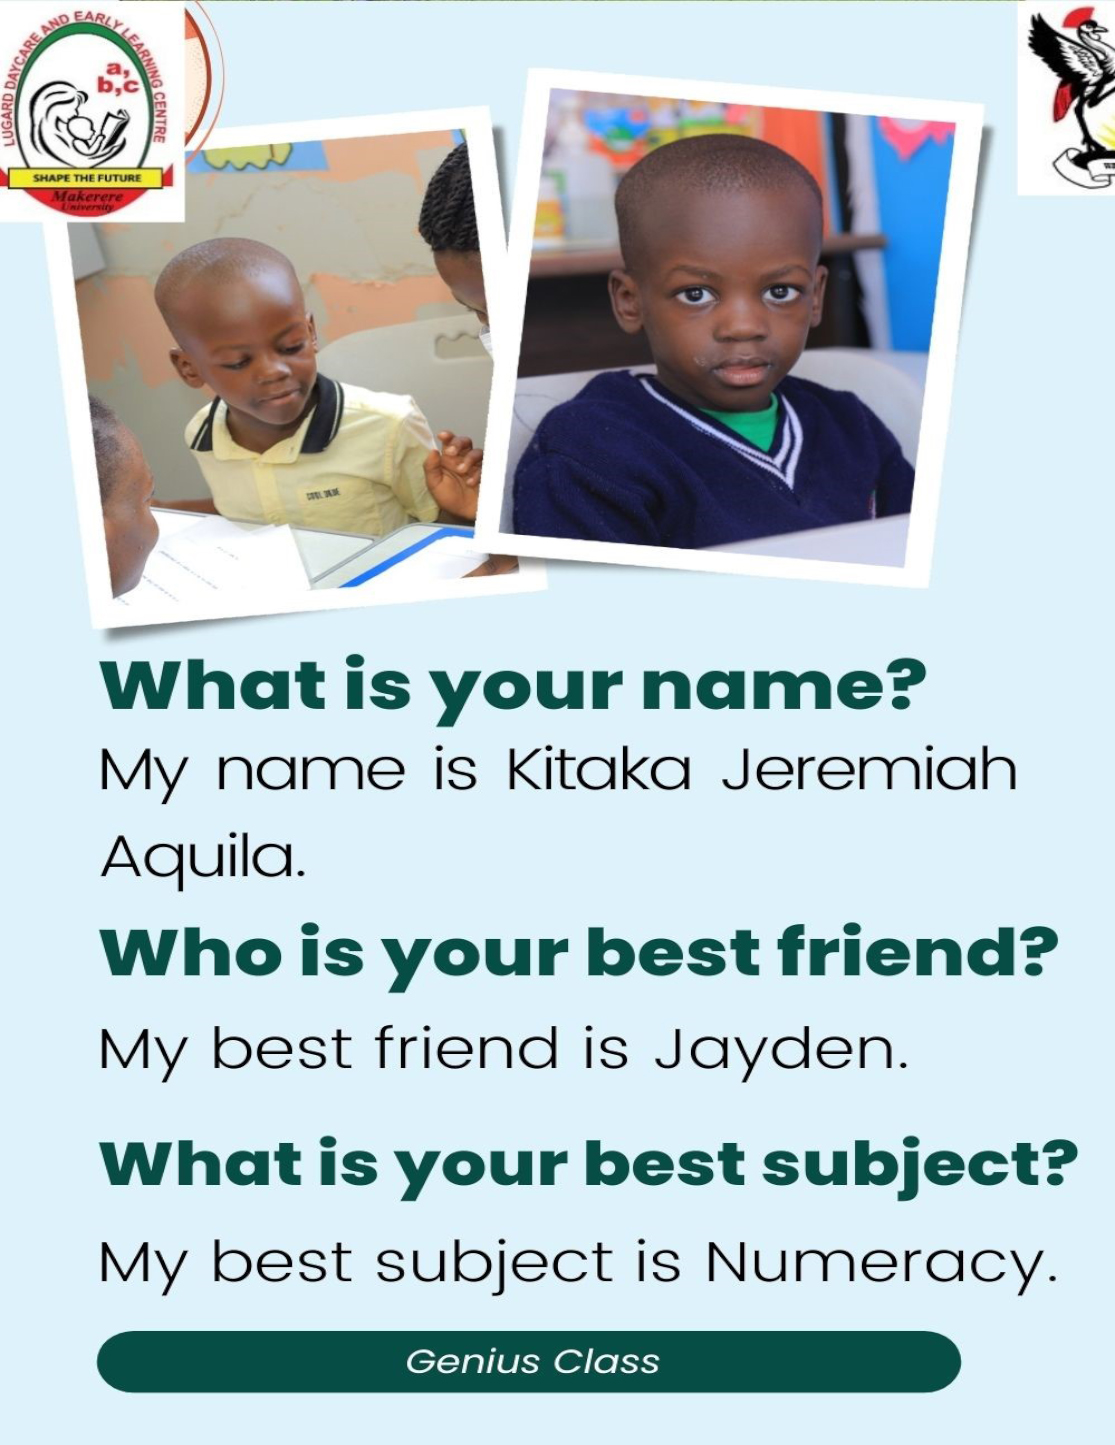 LUGARD DAYCARE AND EARLY LEARNING CENTRE
a,
b,c
SHAPE THE FUTURE
Makerere
University
COOL DUDE
What is your name?
My name is Kitaka Jeremiah
Aquila.
Who is your best friend?
My best friend is Jayden.
What is your best subject?
My best subject is Numeracy.
Genius Class